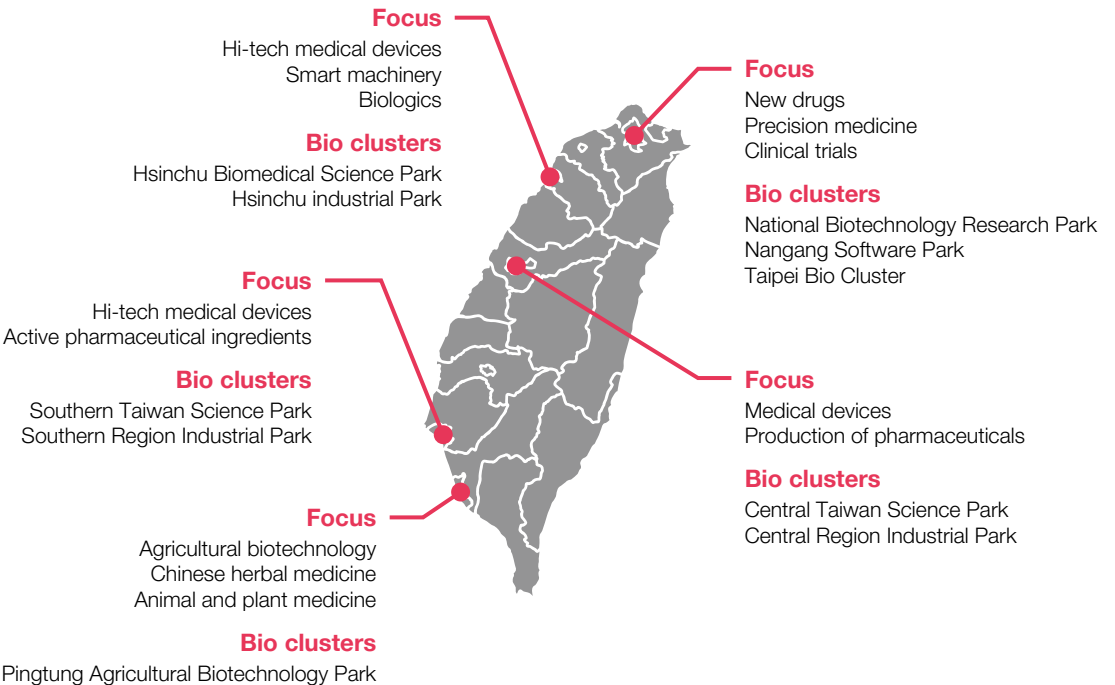 Focus
Hi-tech medical devices
Smart machinery
Biologics
Bio clusters
Hsinchu Biomedical Science Park
Hsinchu industrial Park
Focus
New drugs
Precision medicine
Clinical trials
Bio clusters
National Biotechnology Research Park
Nangang Software Park
Taipei Bio Cluster
Focus
Hi-tech medical devices
Active pharmaceutical ingredients
Bio clusters
Southern Taiwan Science Park
Southern Region Industrial Park
Focus
Medical devices
Production of pharmaceuticals
Bio clusters
Central Taiwan Science Park
Central Region Industrial Park
Focus
Agricultural biotechnology
Chinese herbal medicine
Animal and plant medicine
Bio clusters
Pingtung Agricultural Biotechnology Park